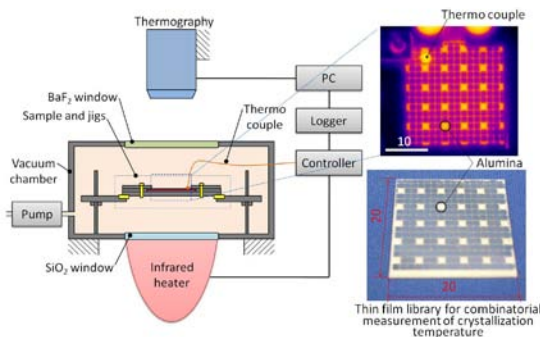 Thermography
Thermo couple
BaF2 window
Sample and jigs
Thermo
couple
PC
Logger
Controller
10
Alumina
Vacuum
chamber
Pump
SiO2 window
Infrared
heater
20
20
Thin film library for combinatorial
measurement of crystallization
temperature